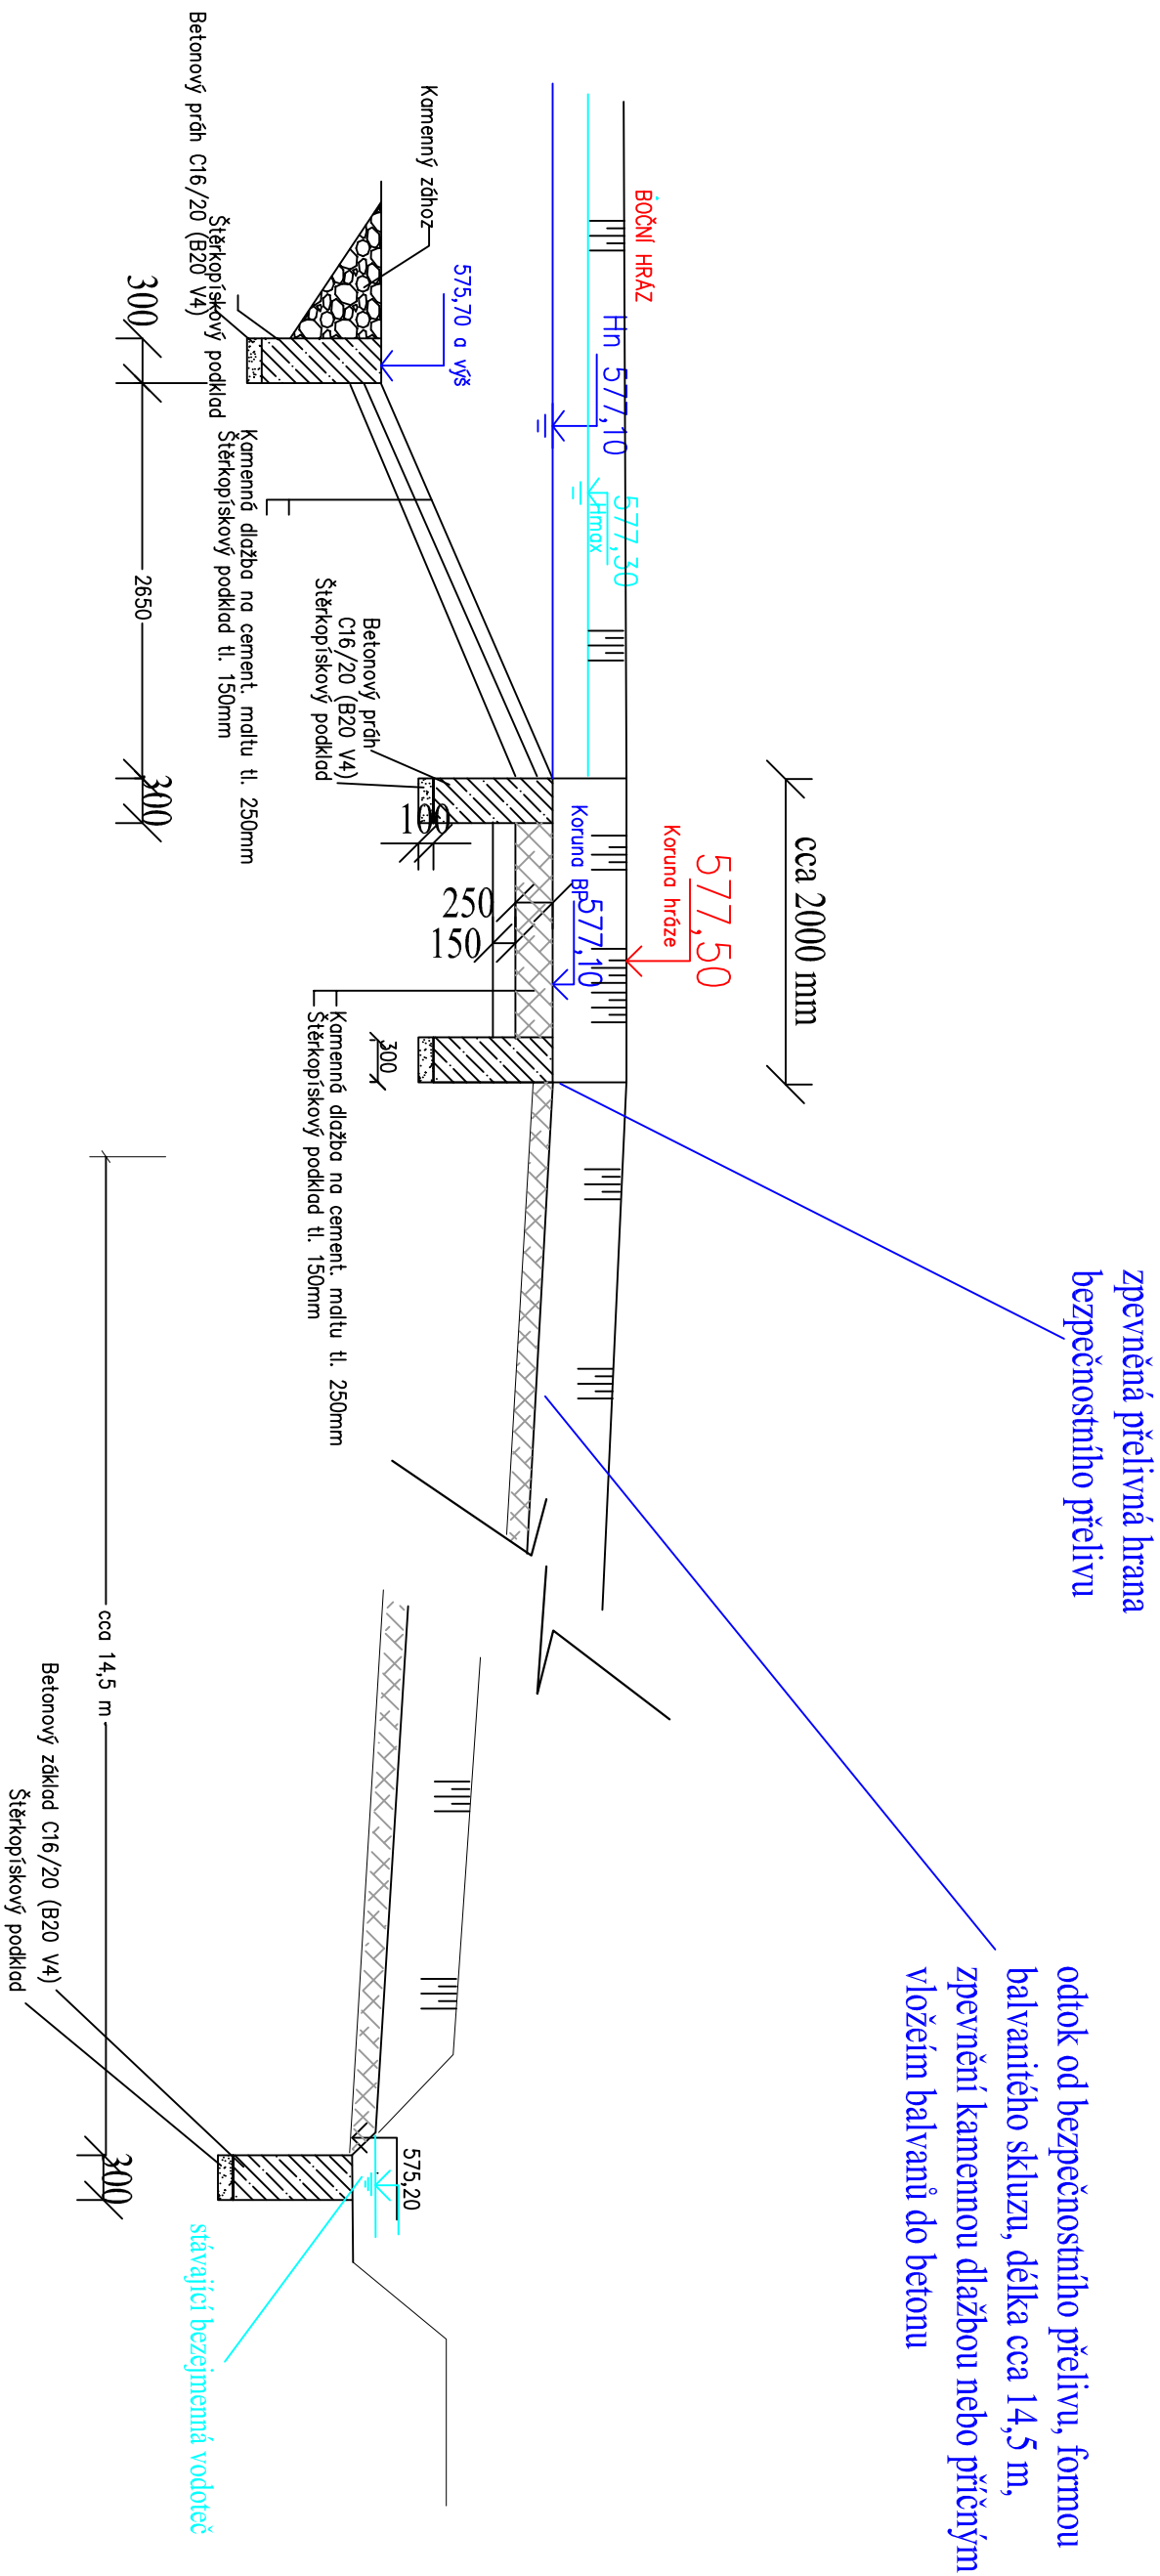 zpevněná přelivná hrana
bezpečnostního přelivu
odtok od bezpečnostního přelivu, formou
balvanitého skluzu, délka cca 14,5 m,
zpevnění kamennou dlažbou nebo příčným
vložeím balvanů do betonu
cca 2000 mm
577,50
Koruna hráze
BOČNÍ HRÁZ
Hn 577,10
577,30
Hmax
Koruna BP
577,10
575,70 a výš
Kamenný zához
Betonový práh C16/20 (B20 V4)
Štěrkopískový podklad
Kamenná dlažba na cement. maltu tl. 250mm
Štěrkopískový podklad tl. 150mm
Betonový práh
C16/20 (B20 V4)
Štěrkopískový podklad
100
250
150
300
Kamenná dlažba na cement. maltu tl. 250mm
Štěrkopískový podklad tl. 150mm
300
2650
300
cca 14,5 m
300
Betonový základ C16/20 (B20 V4)
Štěrkopískový podklad
575,20
stávající bezejmenná vodoteč